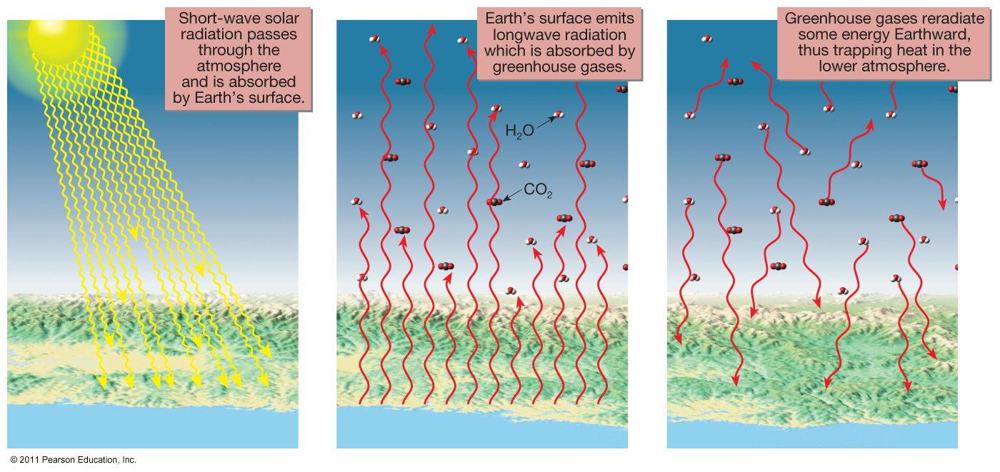 Short-wave solar
radiation passes
through the
atmosphere
and is absorbed
by Earth's surface.
Earth's surface emits
longwave radiation
which is absorbed by
greenhouse gases.
H₂O
CO₂
Greenhouse gases reradiate
some energy Earthward,
thus trapping heat in the
lower atmosphere.
© 2011 Pearson Education, Inc.